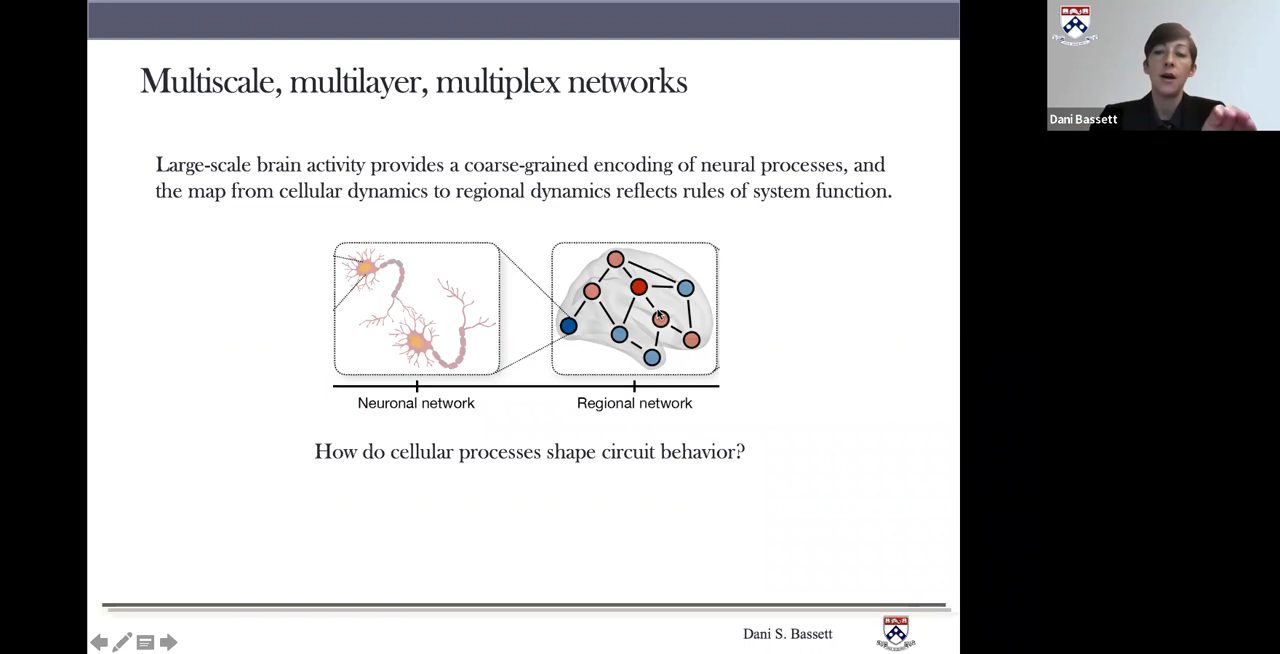 Multiscale, multilayer, multiplex networks
Large-scale brain activity provides a coarse-grained encoding of neural processes, and
the map from cellular dynamics to regional dynamics reflects rules of system function.
Neuronal network
Regional network
How do cellular processes shape circuit behavior?
Dani S. Bassett
Dani Bassett